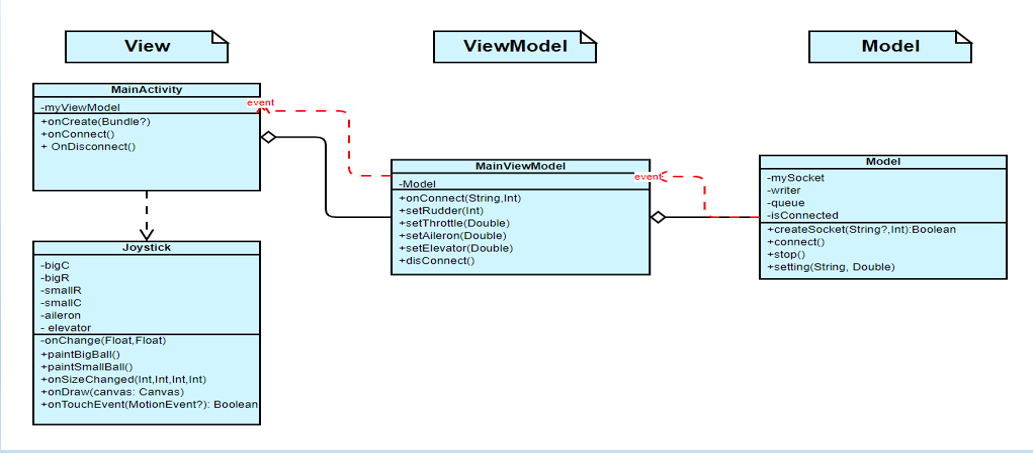 View
ViewModel
Model
MainActivity
-myViewModel
+onCreate(Bundle?)
+onConnect()
+ OnDisconnect()
event
Joystick
-bigC
-bigR
-smallR
-smallC
-aileron
- elevator
-onChange(Float,Float)
+paintBigBall()
+paintSmallBall()
+onSizeChanged(Int,Int,Int,Int)
+onDraw(canvas: Canvas)
+onTouchEvent(MotionEvent?): Boolean
MainViewModel
-Model
+onConnect(String,Int)
+setRudder(Int)
+setThrottle(Double)
+setAileron(Double)
+setElevator(Double)
+disConnect()
event
Model
-mySocket
-writer
-queue
-isConnected
+createSocket(String?,Int):Boolean
+connect()
+stop()
+setting(String, Double)